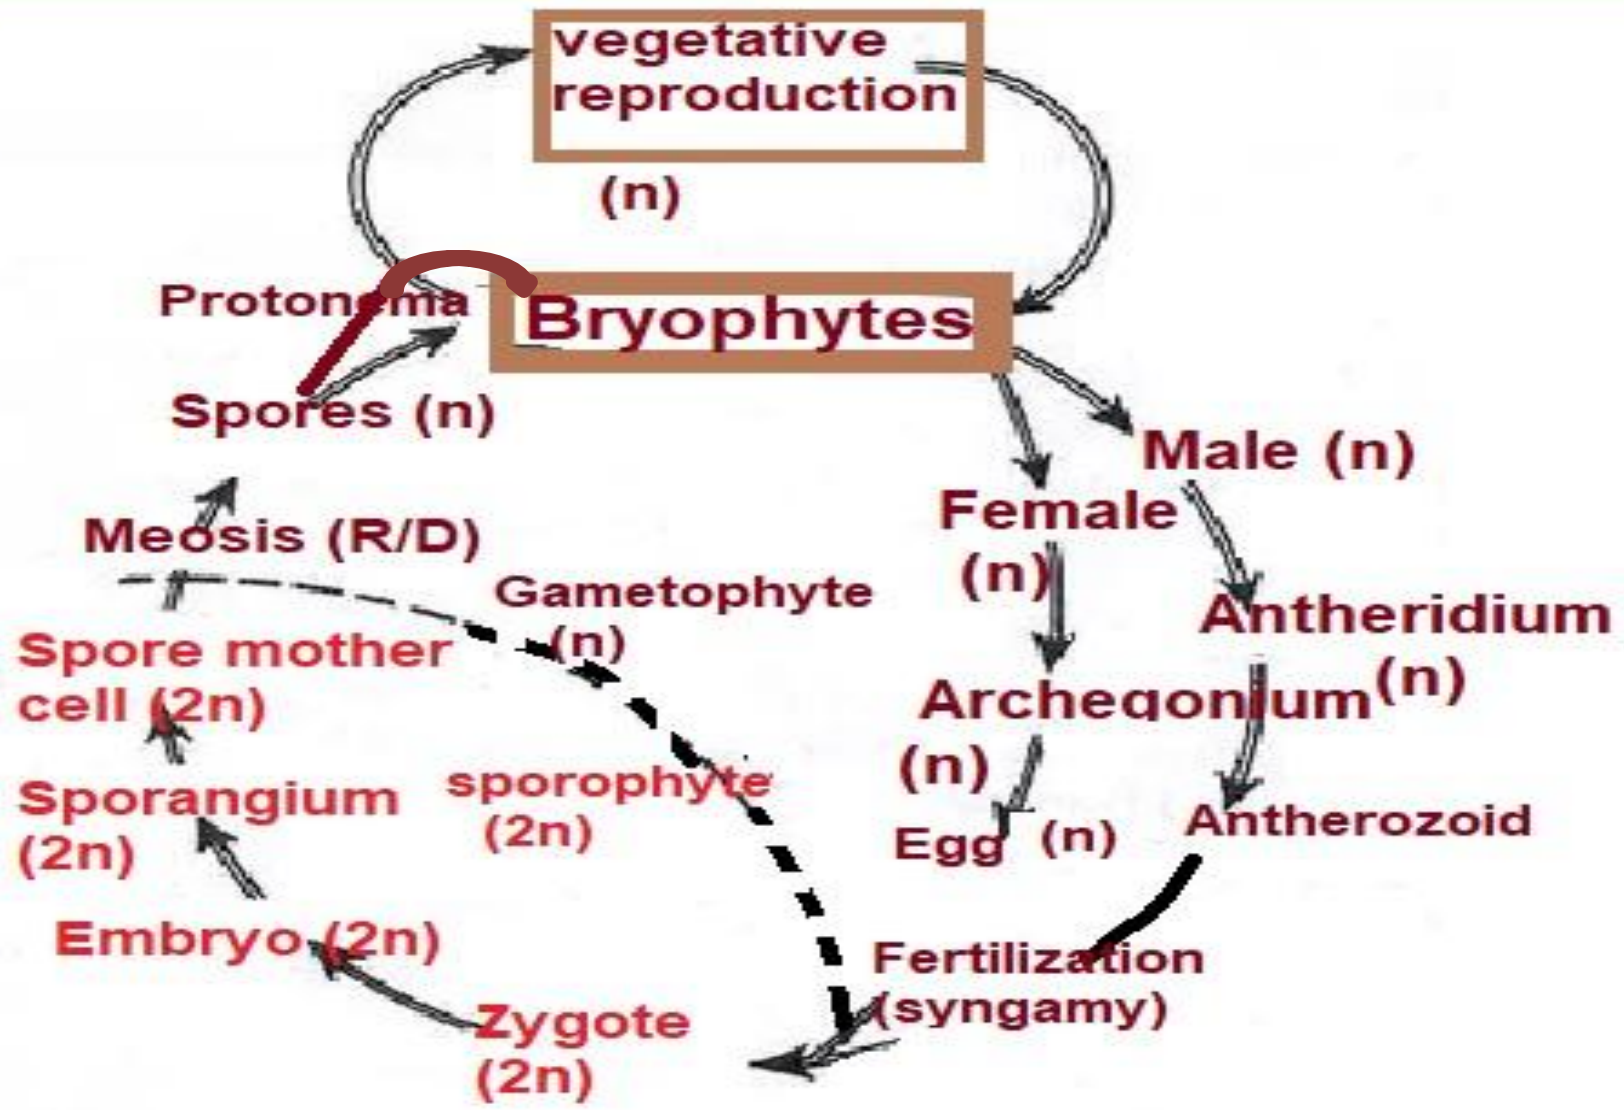 vegetative
reproduction
(n)
Protonema
Bryophytes
Spores (n)
Male (n)
Female
(n)
Meosis (R/D)
Gametophyte
(n)
Antheridium
(n)
Spore mother
cell (2n)
Archegonium
(n)
sporophyte
(2n)
Sporangium
(2n)
Egg (n)
Antherozoid
Embryo (2n)
Fertilization
(syngamy)
Zygote
(2n)